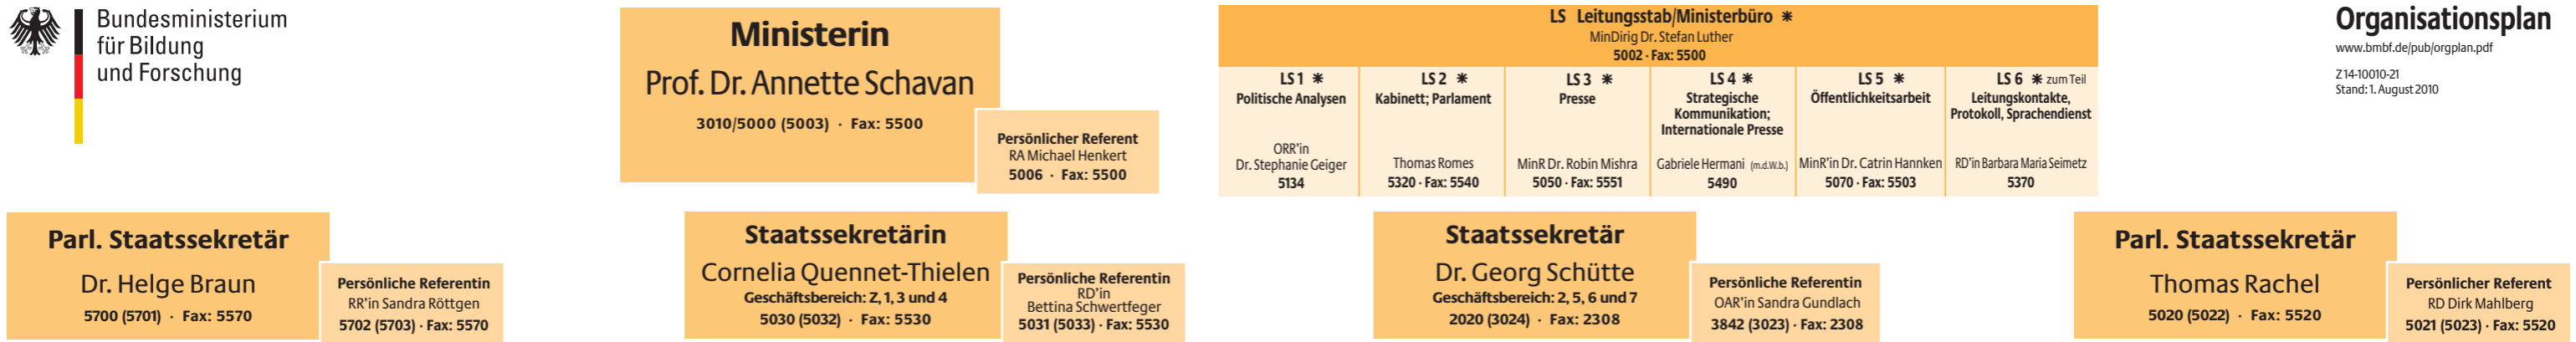 Bundesministerium
für Bildung
und Forschung
Ministerin
Prof. Dr. Annette Schavan
3010/5000 (5003) · Fax: 5500
Persönlicher Referent
RA Michael Henkert
5006 · Fax: 5500
LS Leitungsstab/Ministerbüro ✱
MinDirig Dr. Stefan Luther
5002 · Fax: 5500
LS 1 ✱
Politische Analysen
ORR'in
Dr. Stephanie Geiger
5134
LS 2 ✱
Kabinett; Parlament
Thomas Romes
5320 · Fax: 5540
LS 3 ✱
Presse
MinR Dr. Robin Mishra
5050 · Fax: 5551
LS 4 ✱
Strategische
Kommunikation;
Internationale Presse
Gabriele Hermani (m.d.W.b.)
5490
LS 5 ✱
Öffentlichkeitsarbeit
MinR'in Dr. Catrin Hannken
5070 · Fax: 5503
LS 6 ✱ zum Teil
Leitungskontakte,
Protokoll, Sprachendienst
RD'in Barbara Maria Seimetz
5370
Organisationsplan
www.bmbf.de/pub/orgplan.pdf
Z 14-10010-21
Stand: 1. August 2010
Parl. Staatssekretär
Dr. Helge Braun
5700 (5701) · Fax: 5570
Persönliche Referentin
RR'in Sandra Röttgen
5702 (5703) · Fax: 5570
Staatssekretärin
Cornelia Quennet-Thielen
Geschäftsbereich: Z, 1, 3 und 4
5030 (5032) · Fax: 5530
Persönliche Referentin
RD'in
Bettina Schwertfeger
5031 (5033) · Fax: 5530
Staatssekretär
Dr. Georg Schütte
Geschäftsbereich: 2, 5, 6 und 7
2020 (3024) · Fax: 2308
Persönliche Referentin
OAR'in Sandra Gundlach
3842 (3023) · Fax: 2308
Parl. Staatssekretär
Thomas Rachel
5020 (5022) · Fax: 5520
Persönlicher Referent
RD Dirk Mahlberg
5021 (5023) · Fax: 5520